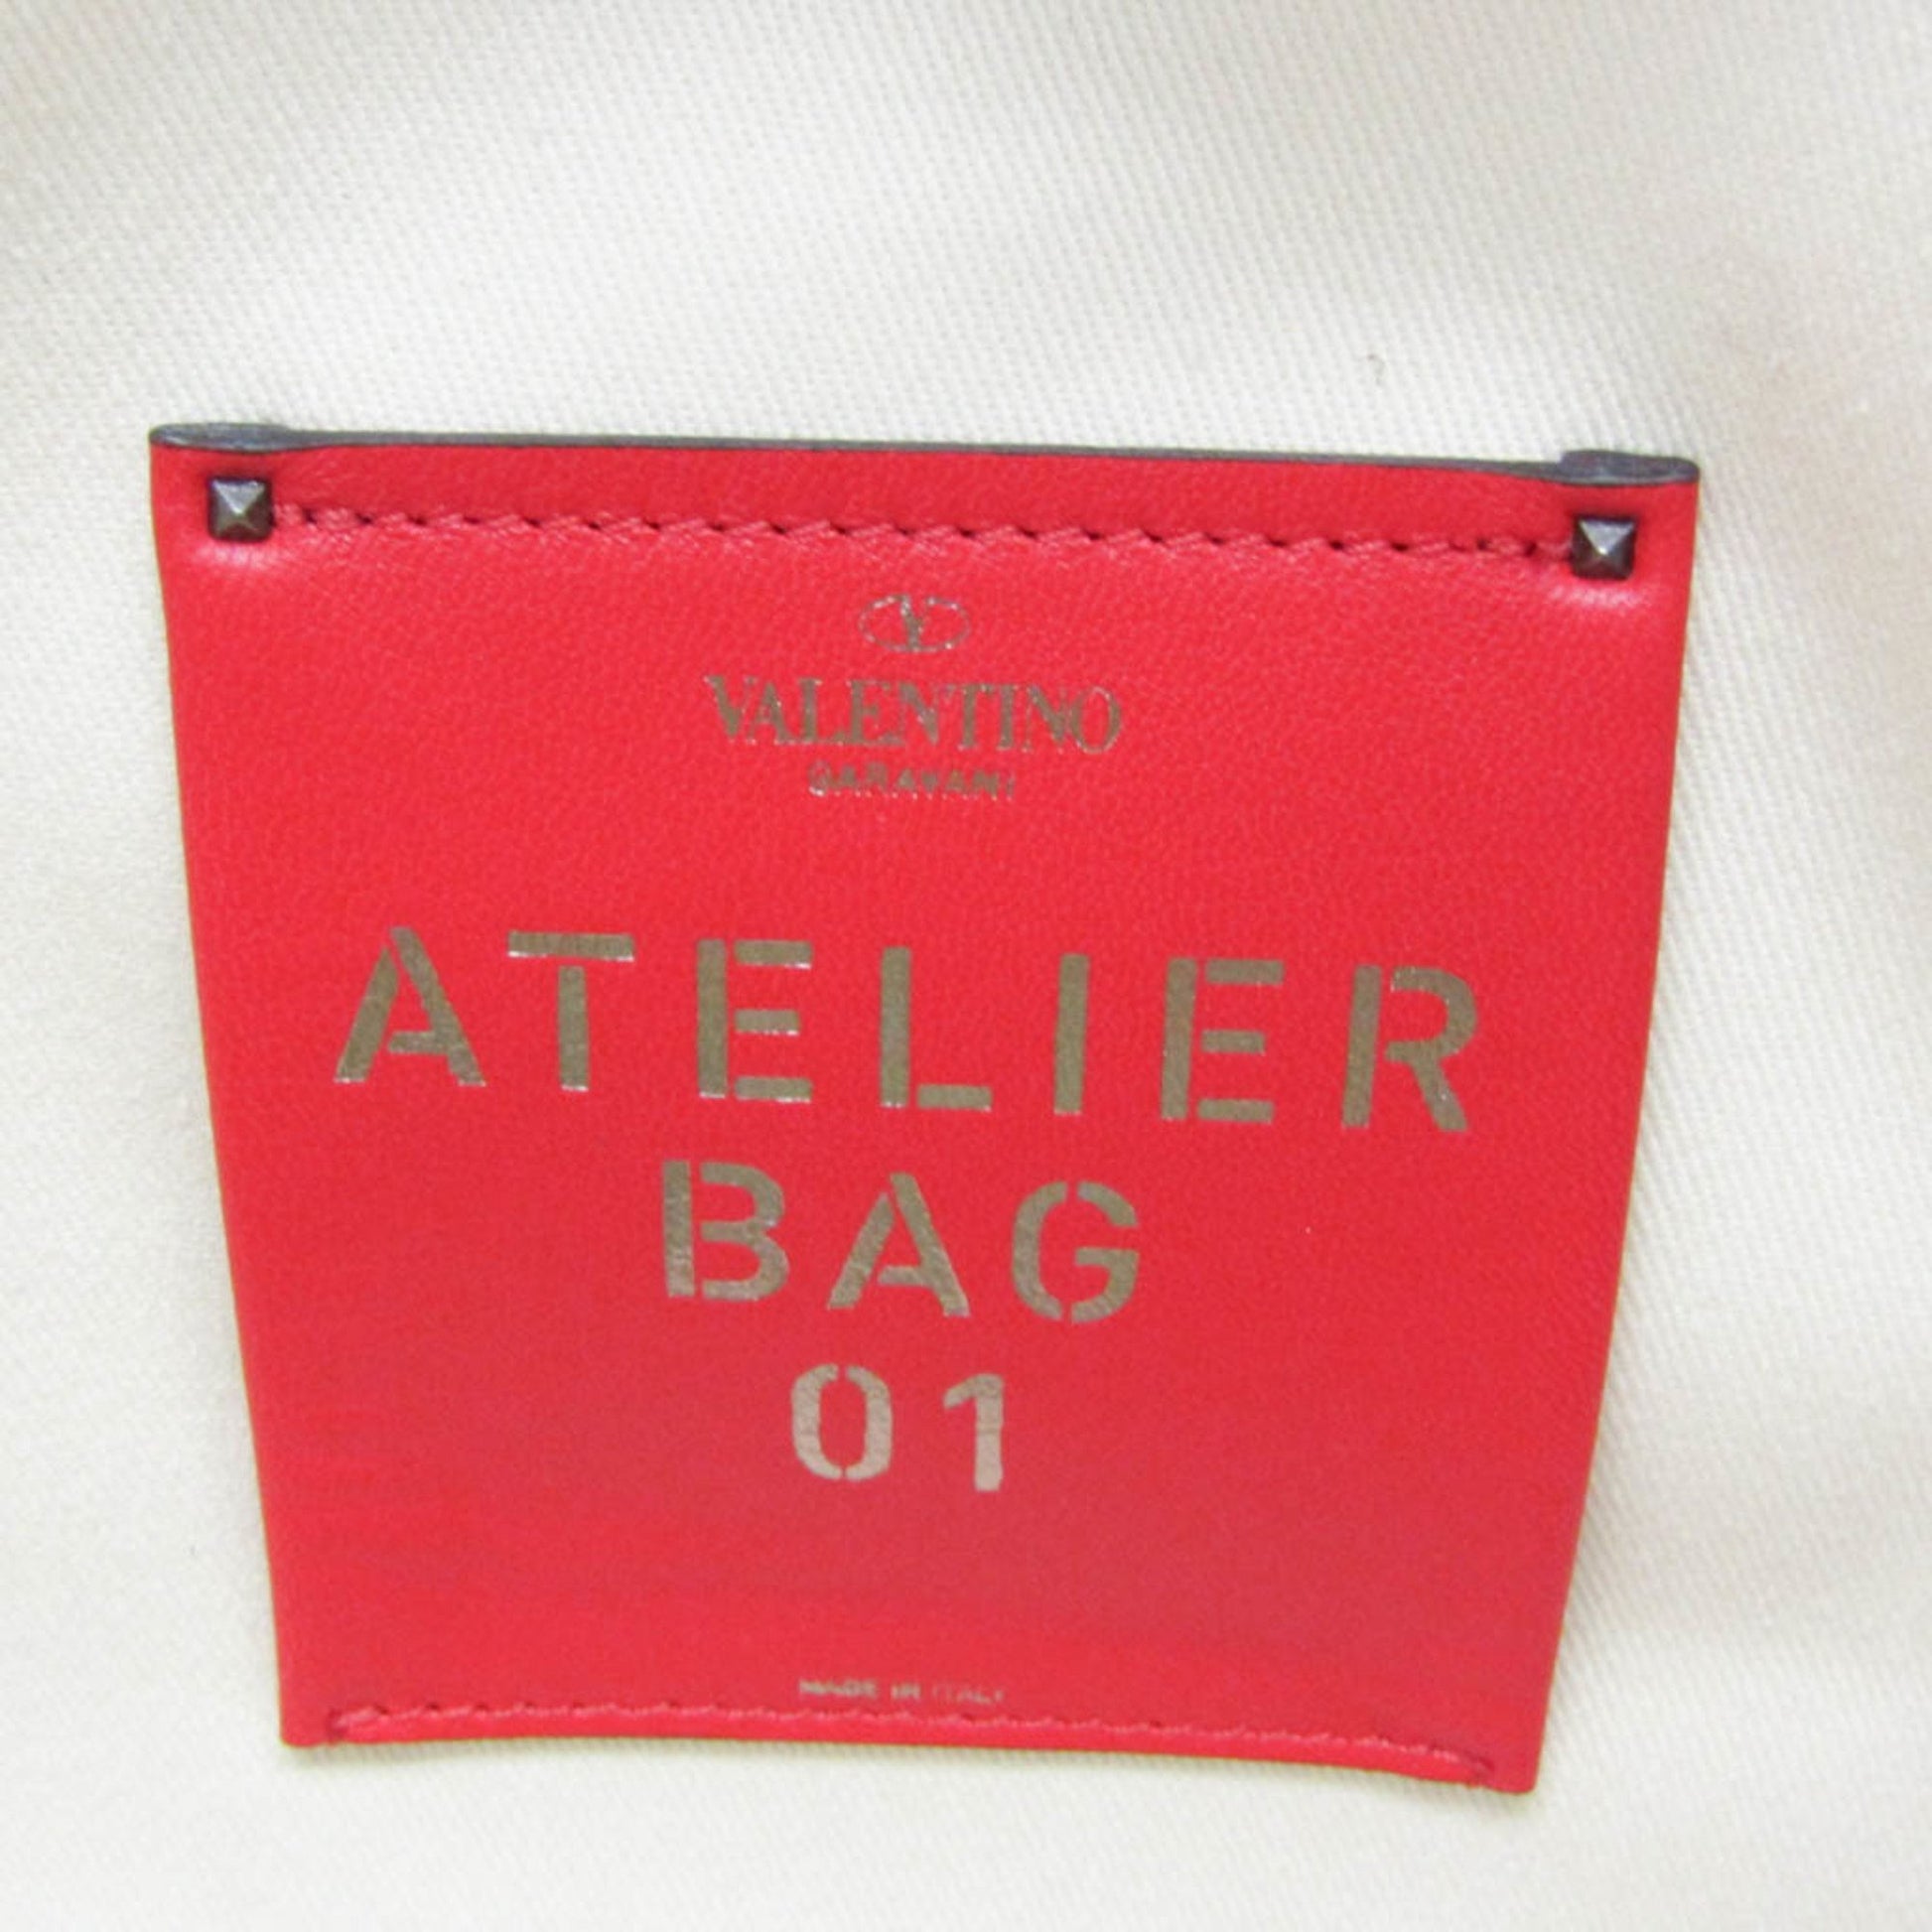 VALENTINO
GARAVANI
ATELIER
BAG
01
MADE IN ITALY